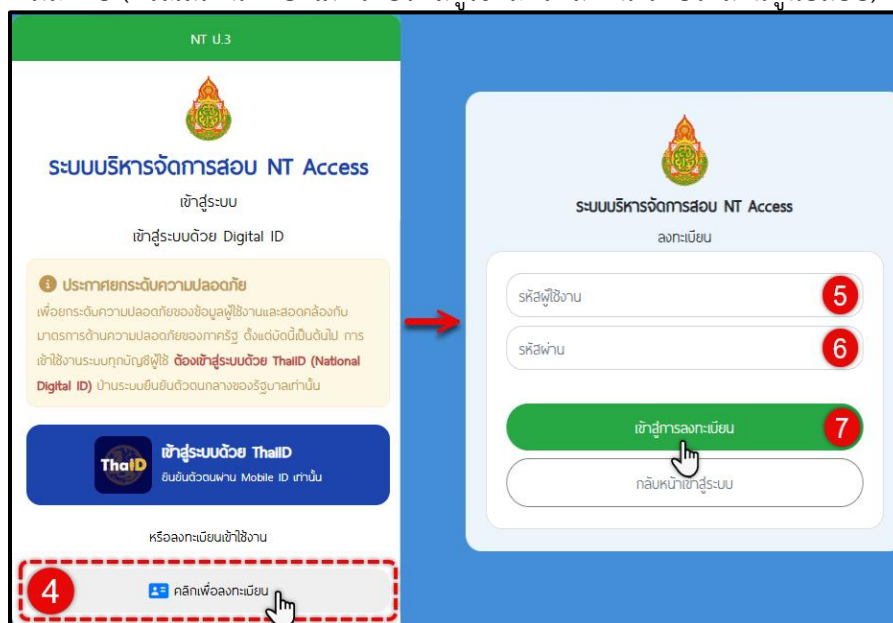 NT ป.3
ระบบบริหารจัดการสอบ NT Access
เข้าสู่ระบบ
เข้าสู่ระบบด้วย Digital ID
ประกาศยกระดับความปลอดภัย
เพื่อยกระดับความปลอดภัยของข้อมูลผู้ใช้งานและสอดคล้องกับ
มาตรการด้านความปลอดภัยของภาครัฐ ตั้งแต่บัดนี้เป็นต้นไป การ
เข้าใช้งานระบบทุกบัญชีผู้ใช้ ต้องเข้าสู่ระบบด้วย ThaiID (National
Digital ID) ผ่านระบบยืนยันตัวตนกลางของรัฐบาลเท่านั้น
ThaiD
เข้าสู่ระบบด้วย ThaiID
ยืนยันตัวตนผ่าน Mobile ID เท่านั้น
หรือลงทะเบียนเข้าใช้งาน
4
คลิกเพื่อลงทะเบียน
ระบบบริหารจัดการสอบ NT Access
ลงทะเบียน
รหัสผู้ใช้งาน 5
รหัสผ่าน 6
เข้าสู่การลงทะเบียน 7
กลับหน้าเข้าสู่ระบบ